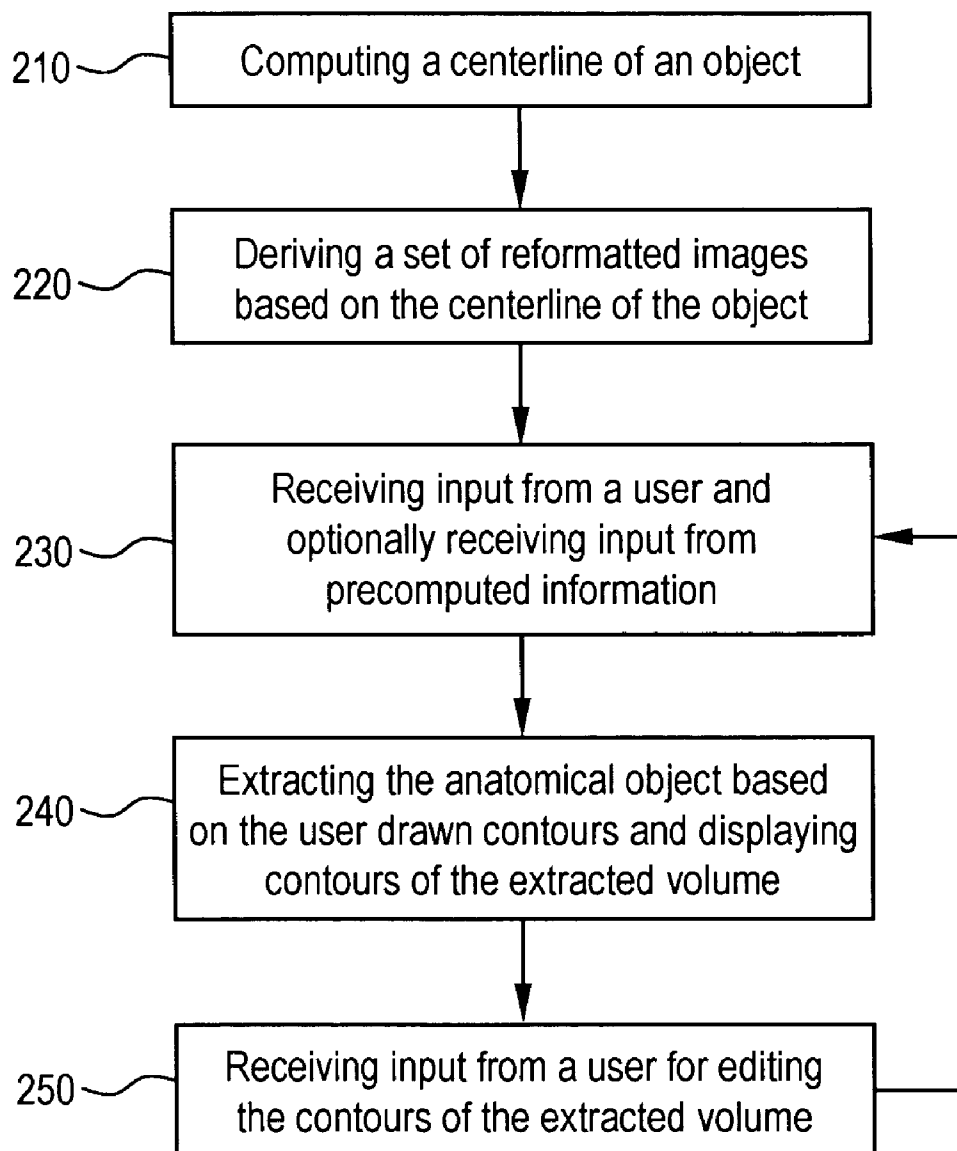 210
Computing a centerline of an object
220
Deriving a set of reformatted images
based on the centerline of the object
230
Receiving input from a user and
optionally receiving input from
precomputed information
240
Extracting the anatomical object based
on the user drawn contours and displaying
contours of the extracted volume
250
Receiving input from a user for editing
the contours of the extracted volume